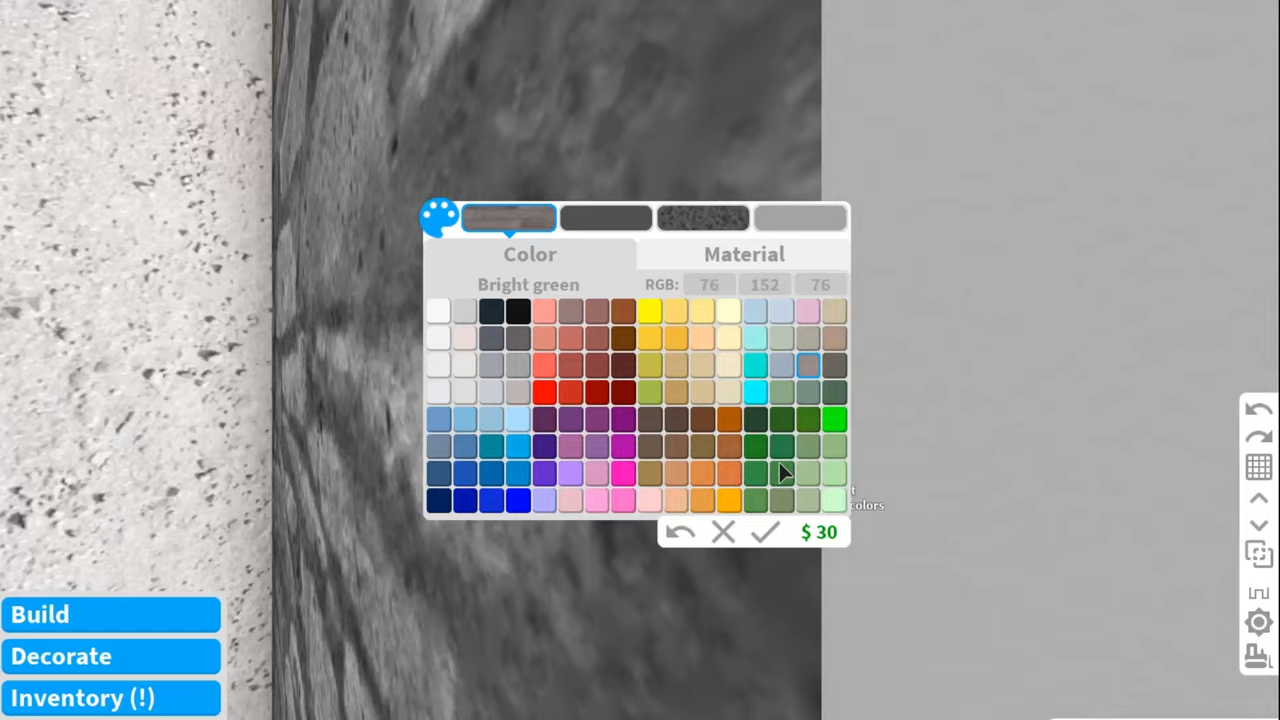 Color
Material
Bright green
RGB: 76 152 76
t
colors
$ 30
Build
Decorate
Inventory (!)